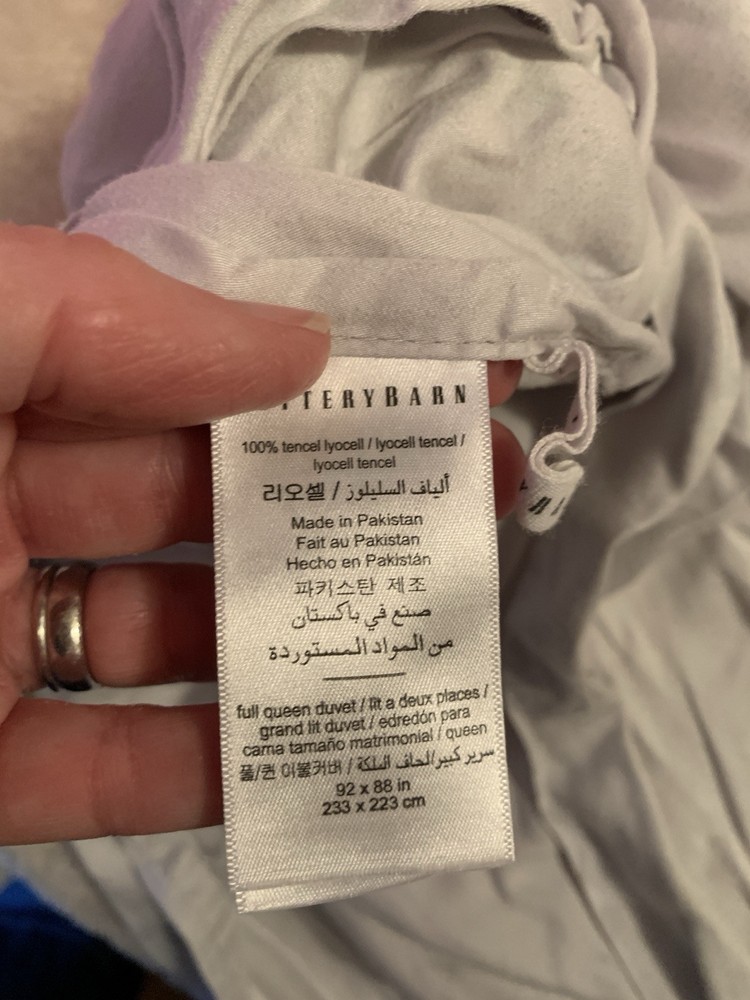 TTERYBARN
100% tencel lyocell / lyocell tencel /
lyocell tencel
리오셀 / ألياف السليلوز
Made in Pakistan
Fait au Pakistan
Hecho en Pakistán
파키스탄 제조
صنع في باكستان
من المواد المستوردة
full queen duvet / lit a deux places /
grand lit duvet / edredón para
cama tamaño matrimonial / queen
풀/퀸 이불커버 / سرير كبير/لحاف الملكة
92 x 88 in
233 x 223 cm